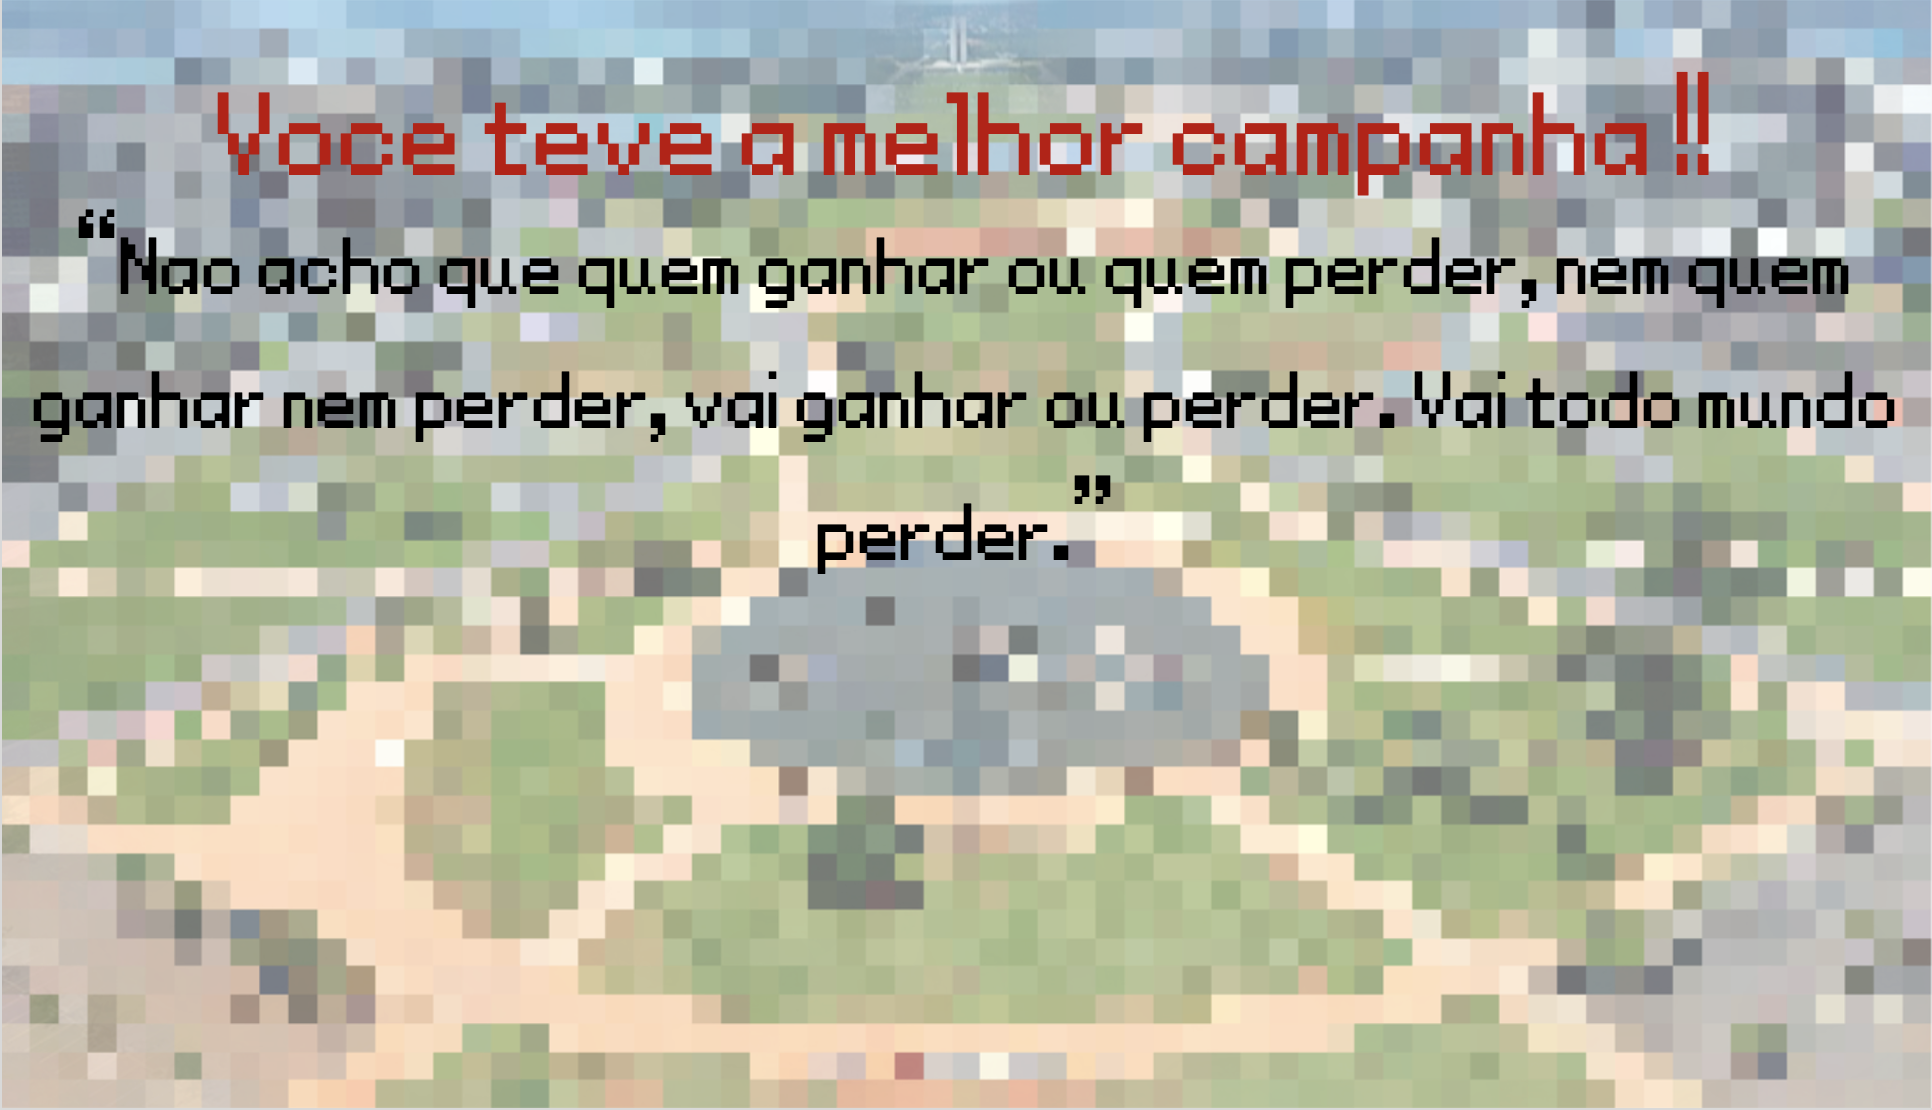 Voce teve a melhor campanha!!
“Nao acho que quem ganhar ou quem perder, nem quem
ganhar nem perder, vai ganhar ou perder. Vai todo mundo
perder.”